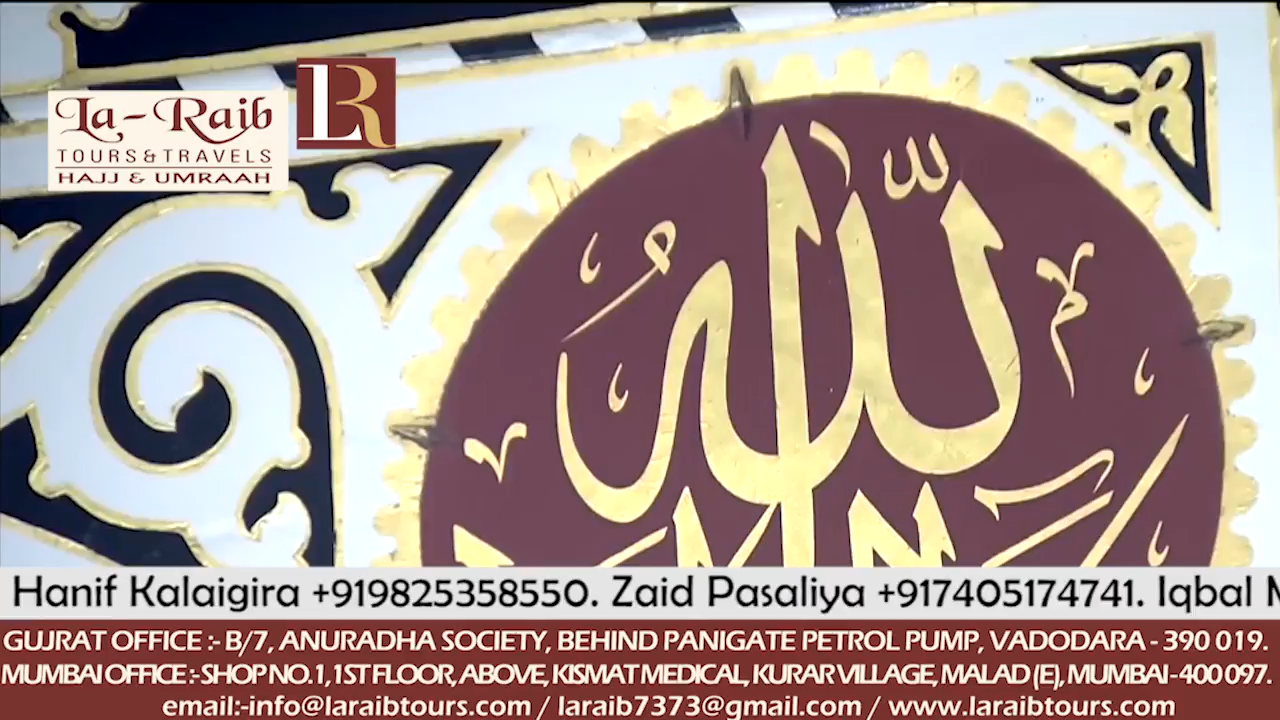 La-Raib
TOURS & TRAVELS
HAJJ & UMRAAH
LR
الله
Hanif Kalaigira +919825358550. Zaid Pasaliya +917405174741. Iqbal M
GUJRAT OFFICE :- B/7, ANURADHA SOCIETY, BEHIND PANIGATE PETROL PUMP, VADODARA - 390 019.
MUMBAI OFFICE :- SHOP NO. 1, 1ST FLOOR, ABOVE, KISMAT MEDICAL, KURAR VILLAGE, MALAD (E), MUMBAI - 400 097.
email:-info@laraibtours.com / laraib7373@gmail.com / www.laraibtours.com